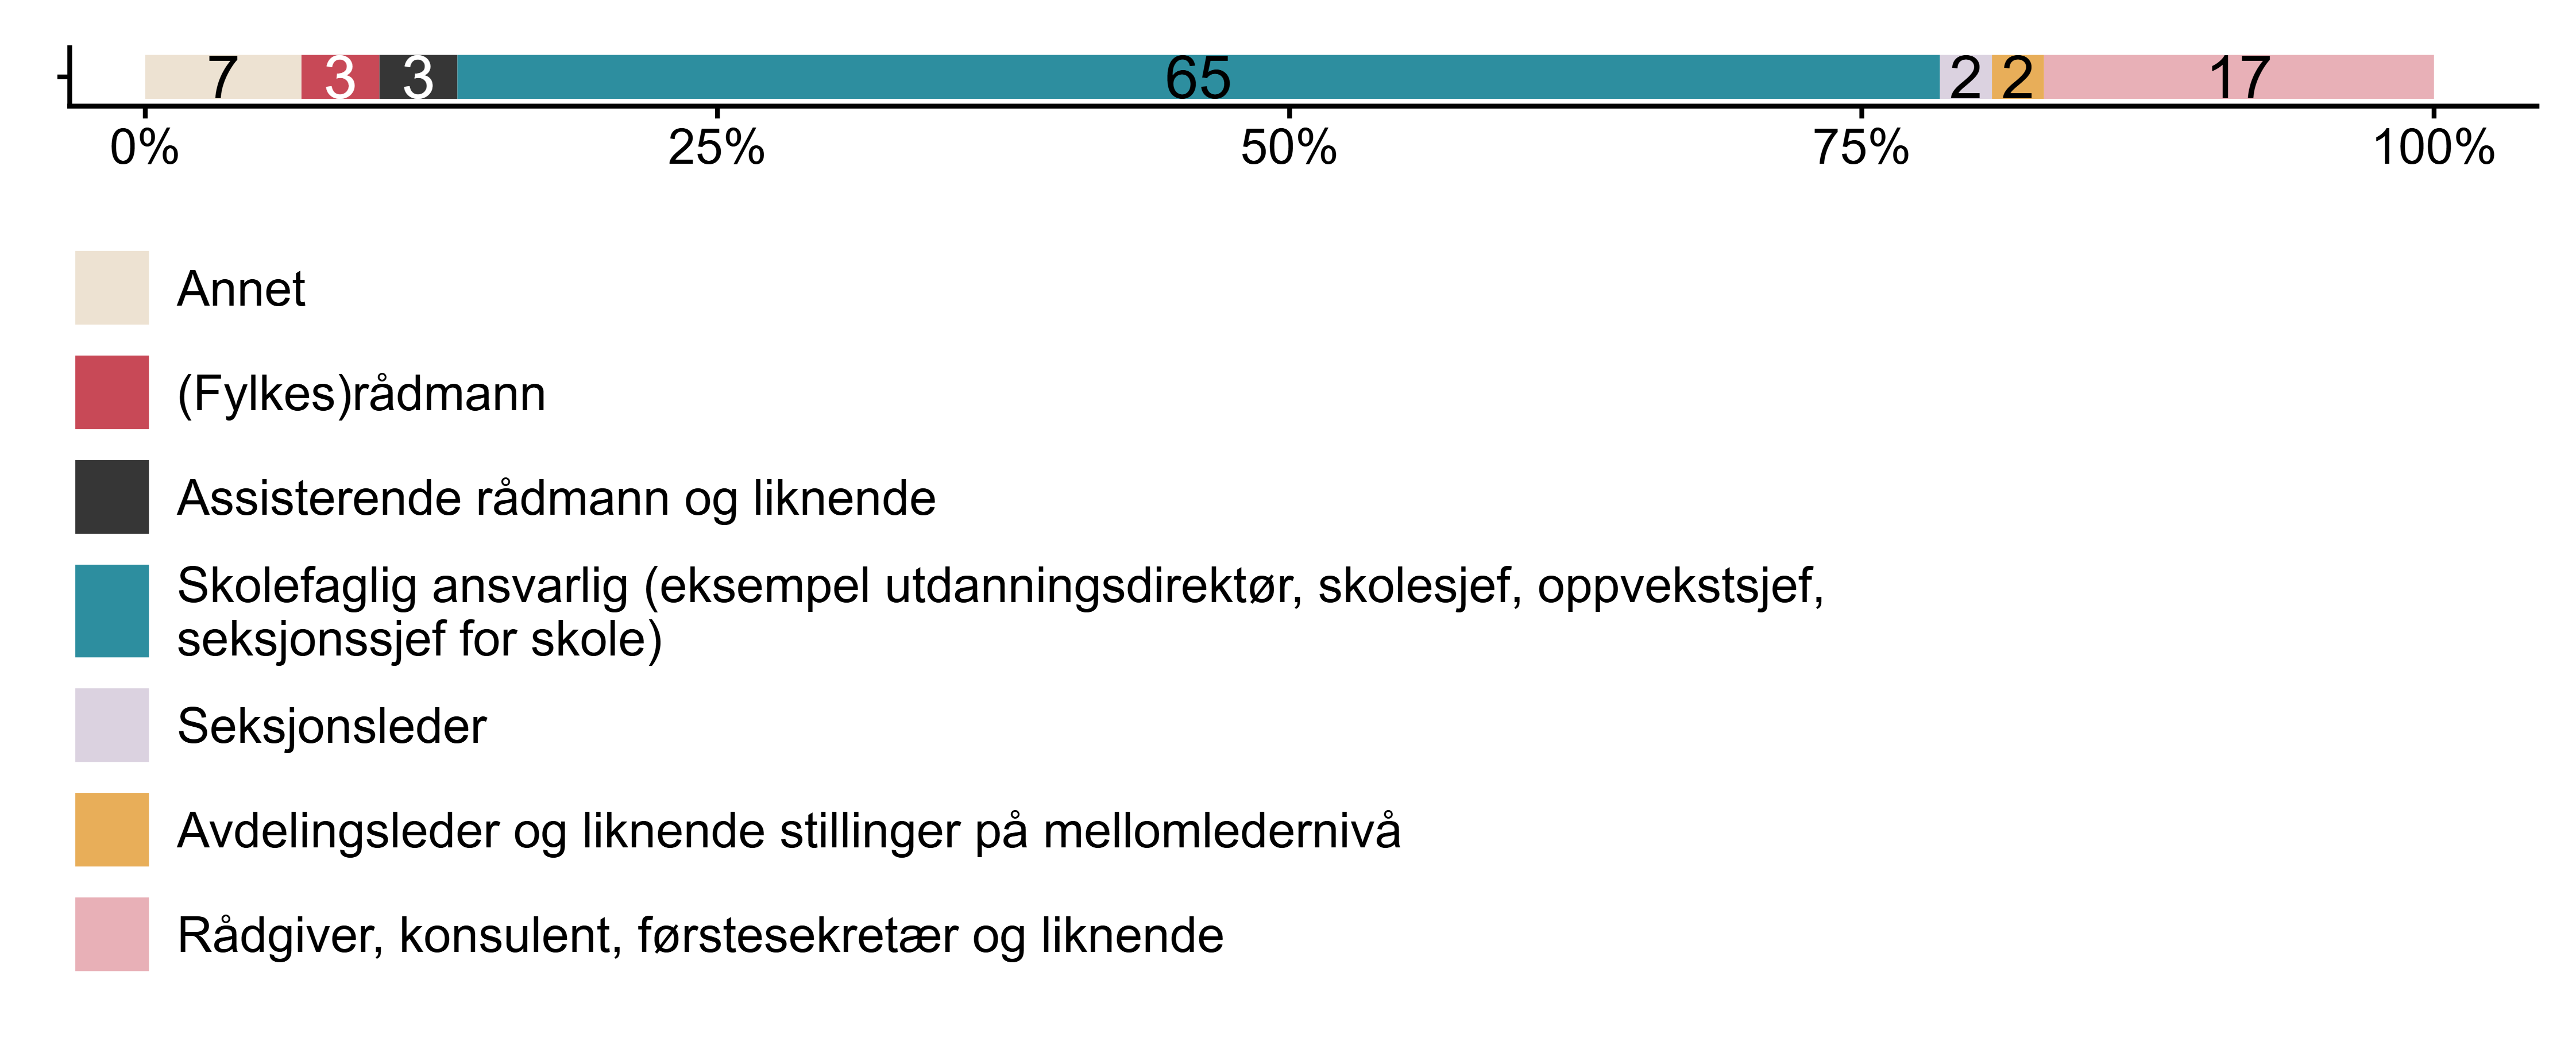 7 3 3 65 2 2 17
0% 25% 50% 75% 100%
Annet
(Fylkes)rådmann
Assisterende rådmann og liknende
Skolefaglig ansvarlig (eksempel utdanningsdirektør, skolesjef, oppvekstsjef,
seksjonssjef for skole)
Seksjonsleder
Avdelingsleder og liknende stillinger på mellomledernivå
Rådgiver, konsulent, førstesekretær og liknende